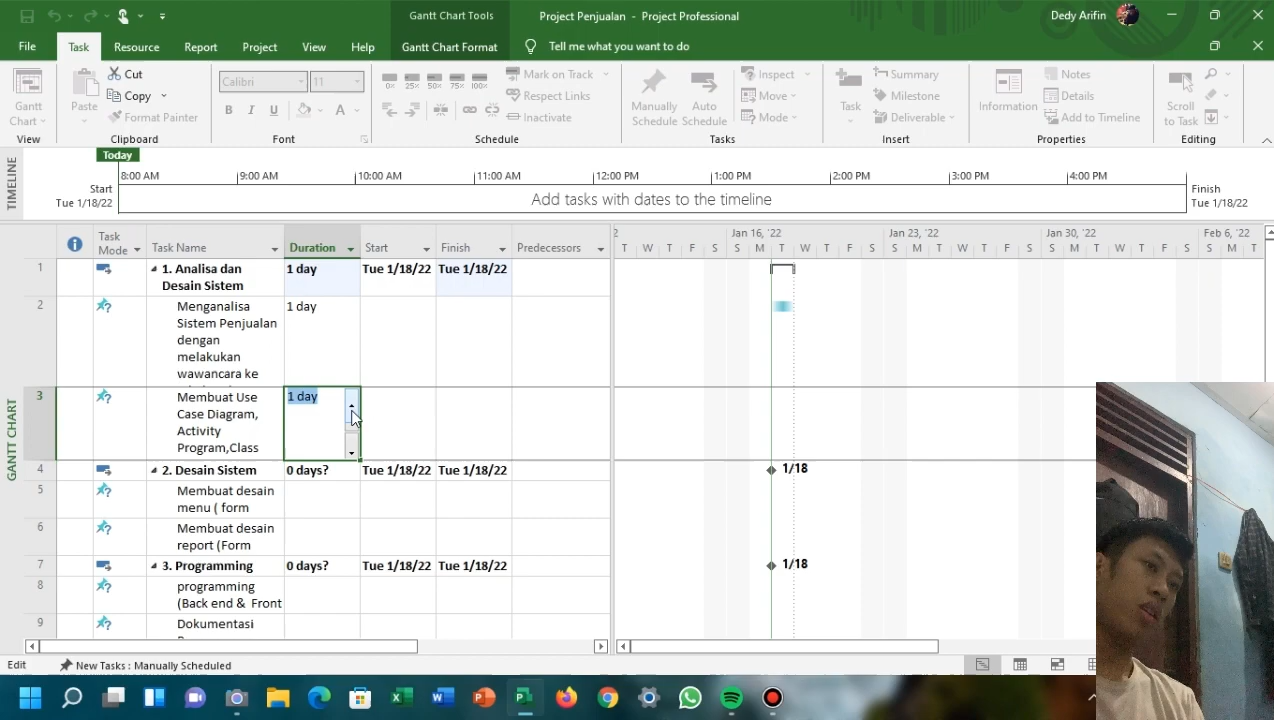 Gantt Chart Tools
Project Penjualan - Project Professional
Dedy Arifin
File Task Resource Report Project View Help Gantt Chart Format Tell me what you want to do
Gantt Chart
View
Paste
Cut
Copy
Format Painter
Clipboard
Calibri 11
B I U A
Font
0% 25% 50% 75% 100%
Mark on Track
Respect Links
Inactivate
Schedule
Manually Schedule
Auto Schedule
Inspect
Move
Mode
Tasks
Task
Summary
Milestone
Deliverable
Insert
Information
Notes
Details
Add to Timeline
Properties
Scroll to Task
Editing
TIMELINE
Today
8:00 AM 9:00 AM 10:00 AM 11:00 AM 12:00 PM 1:00 PM 2:00 PM 3:00 PM 4:00 PM
Start
Tue 1/18/22
Add tasks with dates to the timeline
Finish
Tue 1/18/22
GANTT CHART
Task Mode Task Name Duration Start Finish Predecessors
2 Jan 16, '22 Jan 23, '22 Jan 30, '22 Feb 6, '22
T W T F S S M T W T F S S M T W T F S S M T W T F S S M T
1 1. Analisa dan 1 day Tue 1/18/22 Tue 1/18/22
Desain Sistem
2 Menganalisa 1 day
Sistem Penjualan
dengan
melakukan
wawancara ke
3 Membuat Use 1 day
Case Diagram,
Activity
Program,Class
4 2. Desain Sistem 0 days? Tue 1/18/22 Tue 1/18/22 1/18
5 Membuat desain
menu ( form
6 Membuat desain
report (Form
7 3. Programming 0 days? Tue 1/18/22 Tue 1/18/22 1/18
8 programming
(Back end & Front
9 Dokumentasi
Edit New Tasks : Manually Scheduled